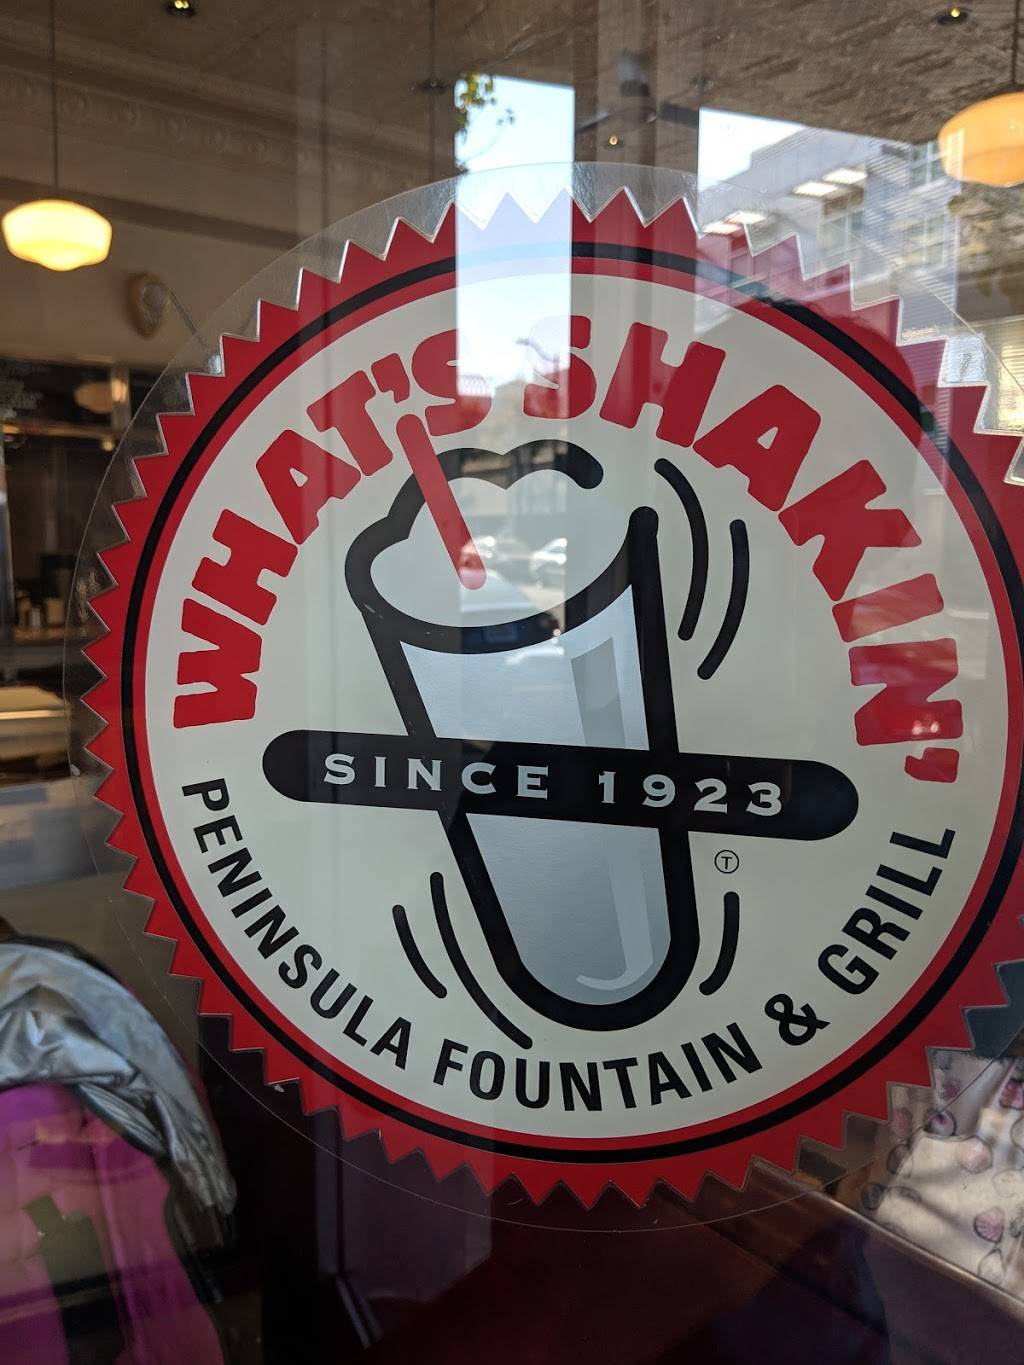 WHAT'S SHAKIN'
SINCE 1923
T
PENINSULA FOUNTAIN & GRILL